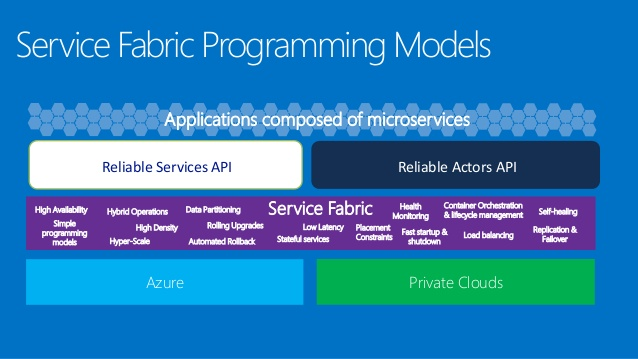 Service Fabric Programming Models
Applications composed of microservices
Reliable Services API
Reliable Actors API
Service Fabric
High Availability
Hybrid Operations
Data Partitioning
Health
Monitoring
Container Orchestration
& lifecycle management
Self-healing
Simple
programming
models
High Density
Rolling Upgrades
Low Latency
Placement
Constraints
Fast startup &
shutdown
Load balancing
Replication &
Failover
Hyper-Scale
Automated Rollback
Stateful services
Azure
Private Clouds